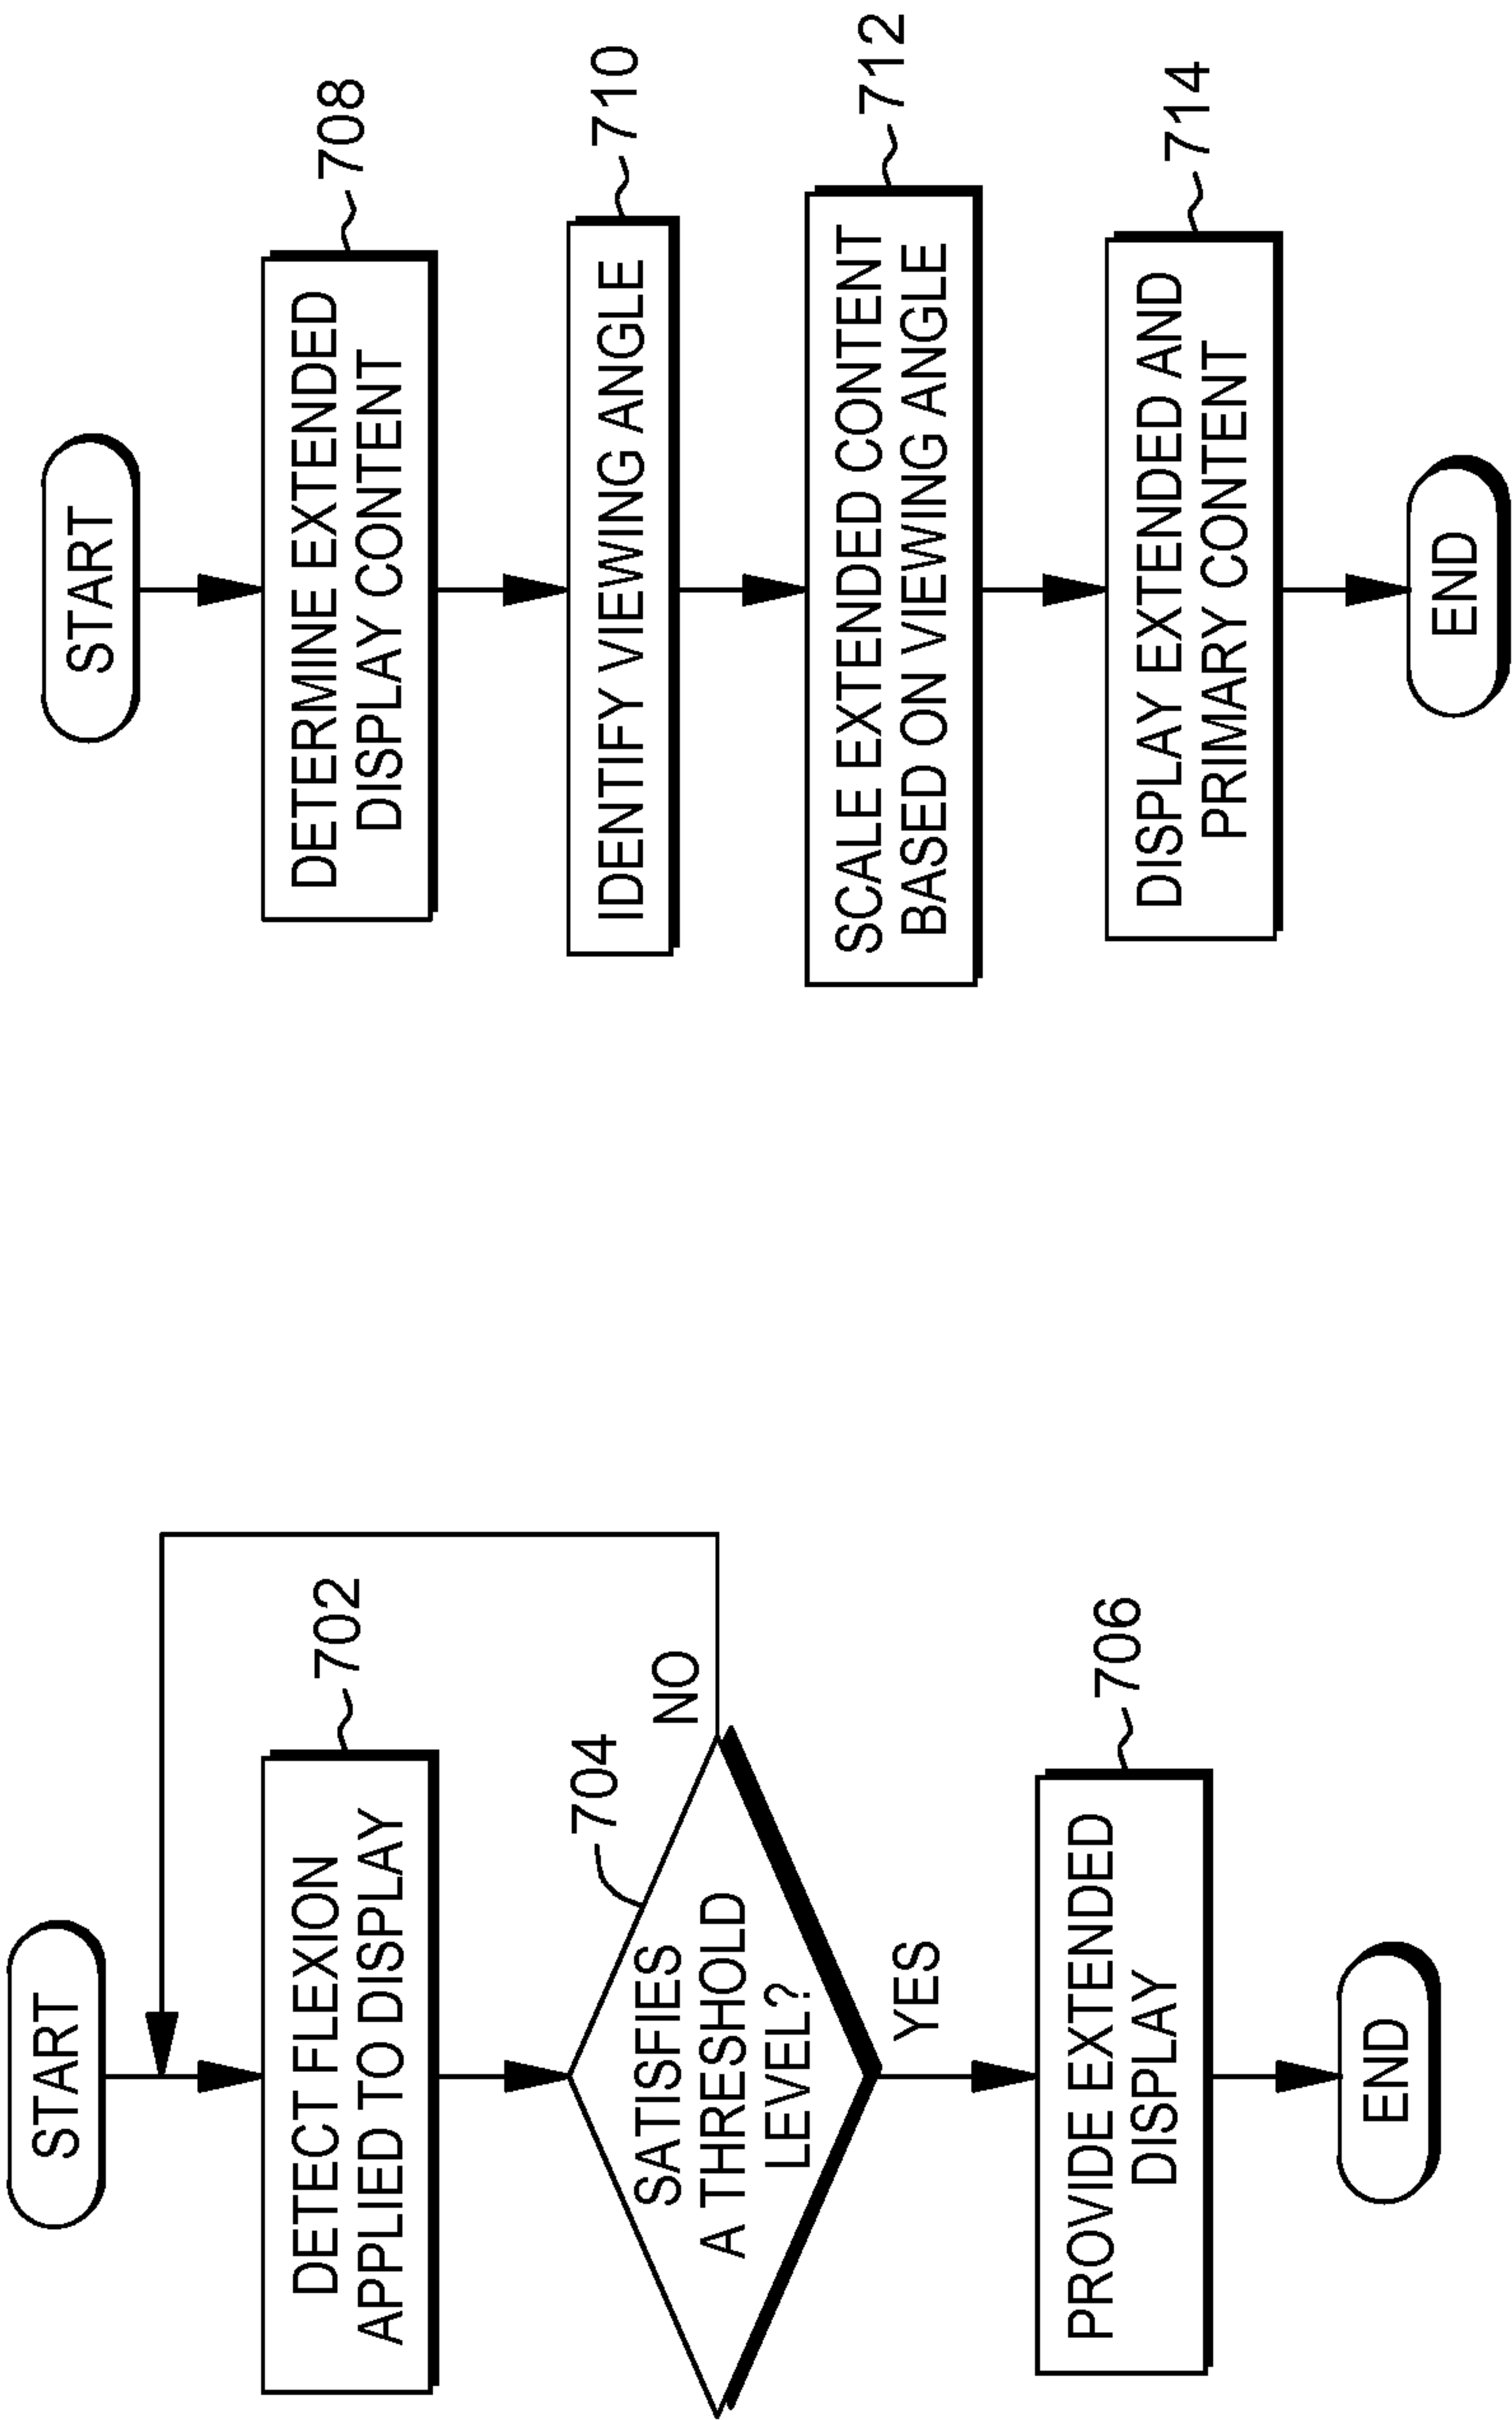 START
DETECT FLEXION
APPLIED TO DISPLAY
702
SATISFIES
A THRESHOLD
LEVEL?
704
NO
YES
PROVIDE EXTENDED
DISPLAY
706
END
START
DETERMINE EXTENDED
DISPLAY CONTENT
708
IDENTIFY VIEWING ANGLE
710
SCALE EXTENDED CONTENT
BASED ON VIEWING ANGLE
712
DISPLAY EXTENDED AND
PRIMARY CONTENT
714
END